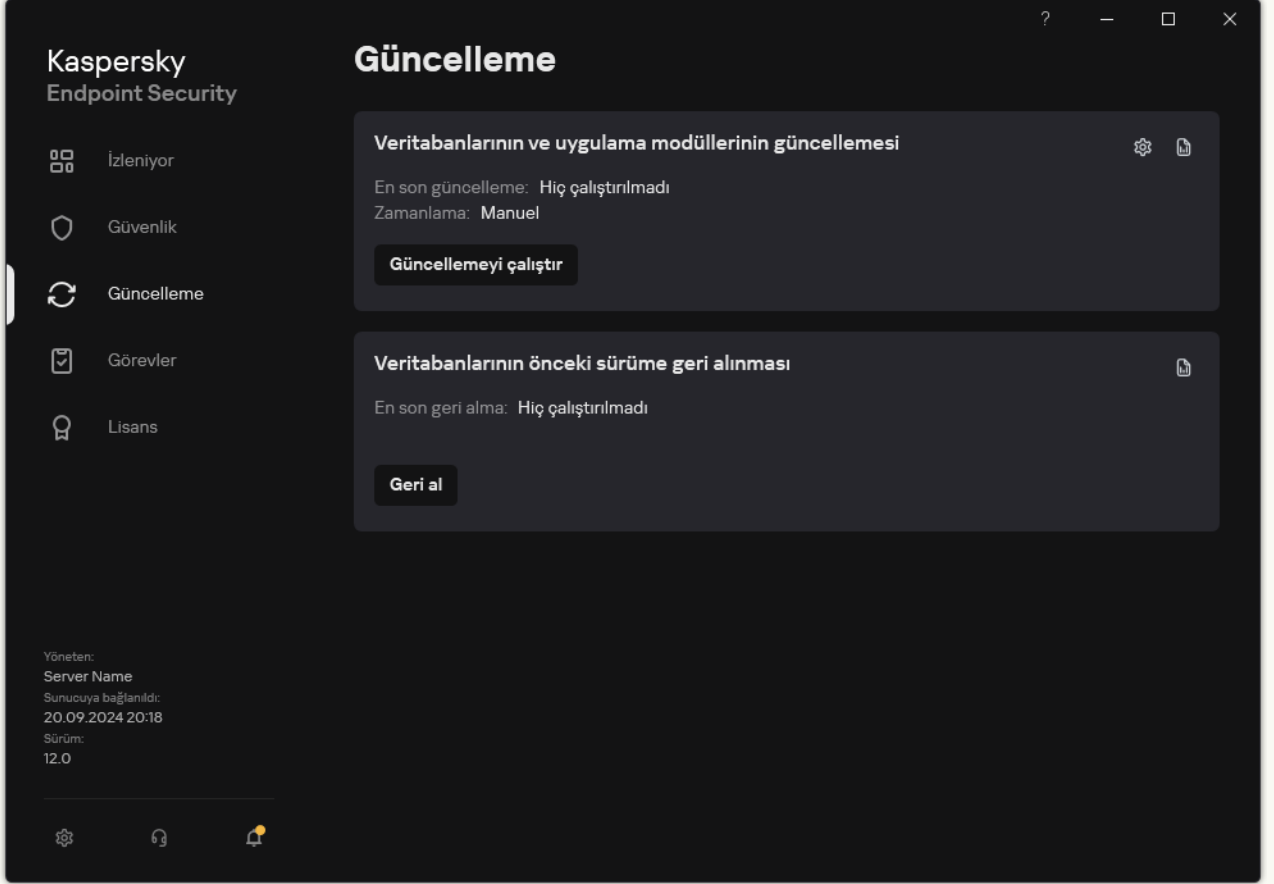 ?
Kaspersky
Endpoint Security
İzleniyor
Güvenlik
Güncelleme
Görevler
Lisans
Yöneten:
Server Name
Sunucuya bağlanıldı:
20.09.2024 20:18
Sürüm:
12.0
Güncelleme
Veritabanlarının ve uygulama modüllerinin güncellemesi
En son güncelleme: Hiç çalıştırılmadı
Zamanlama: Manuel
Güncellemeyi çalıştır
Veritabanlarının önceki sürüme geri alınması
En son geri alma: Hiç çalıştırılmadı
Geri al